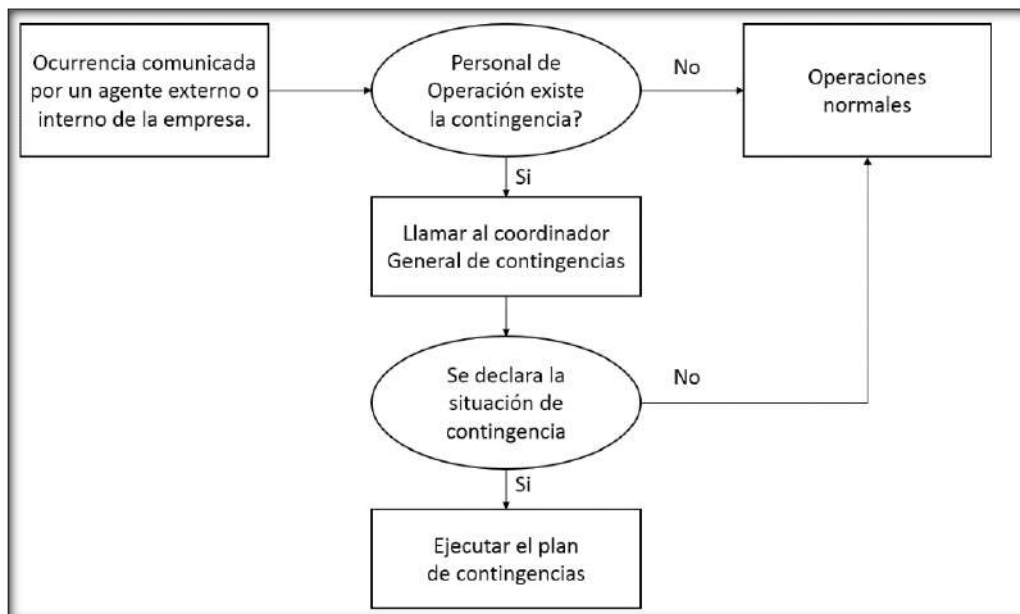 Ocurrencia comunicada
por un agente externo o
interno de la empresa.
Personal de
Operación existe
la contingencia?
No
Operaciones
normales
Si
Llamar al coordinador
General de contingencias
Se declara la
situación de
contingencia
No
Si
Ejecutar el plan
de contingencias